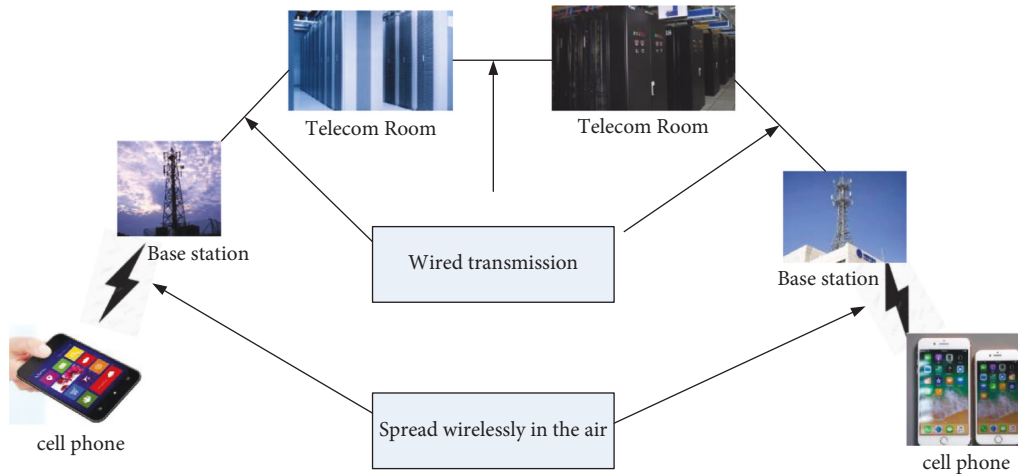 Telecom Room
Telecom Room
Base station
Wired transmission
Base station
Spread wirelessly in the air
cell phone
cell phone